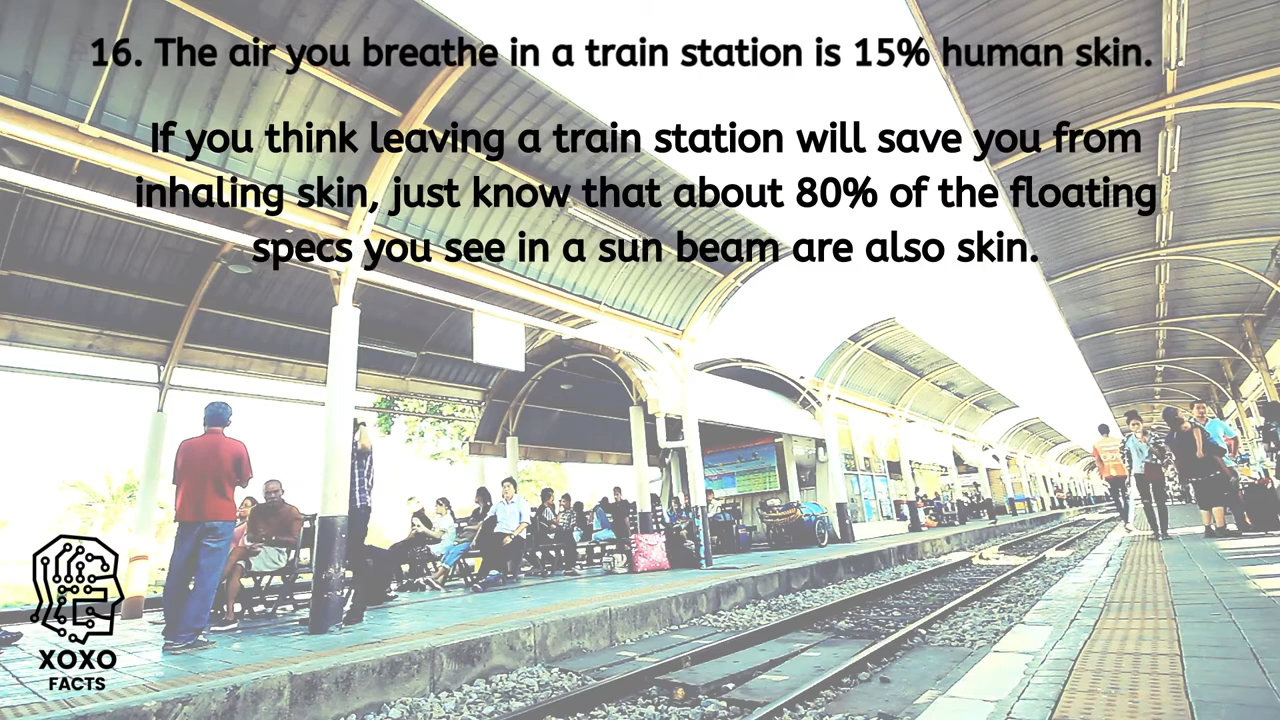 16. The air you breathe in a train station is 15% human skin.
If you think leaving a train station will save you from
inhaling skin, just know that about 80% of the floating
specs you see in a sun beam are also skin.
XOXO
FACTS